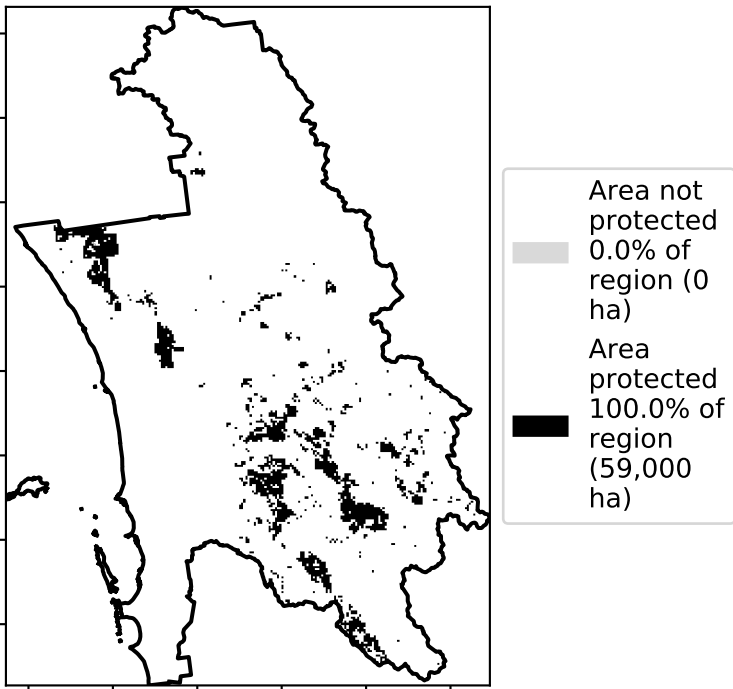 Area not
protected
0.0% of
region (0
ha)
Area
protected
100.0% of
region
(59,000
ha)